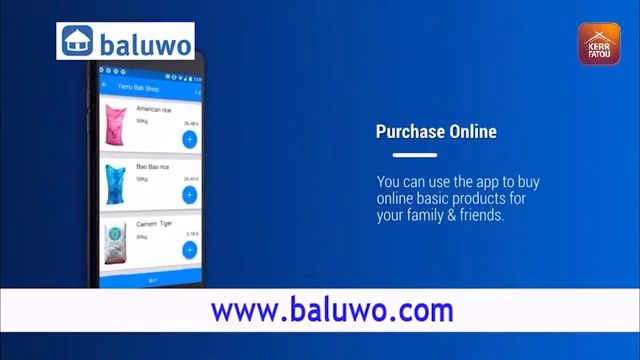 baluwo
KERR
FATOU
Yerro Bah Shop
American rice
50Kg
Bao Bao rice
50Kg
Cement Tiger
50kg
Purchase Online
You can use the app to buy
online basic products for
your family & friends.
www.baluwo.com